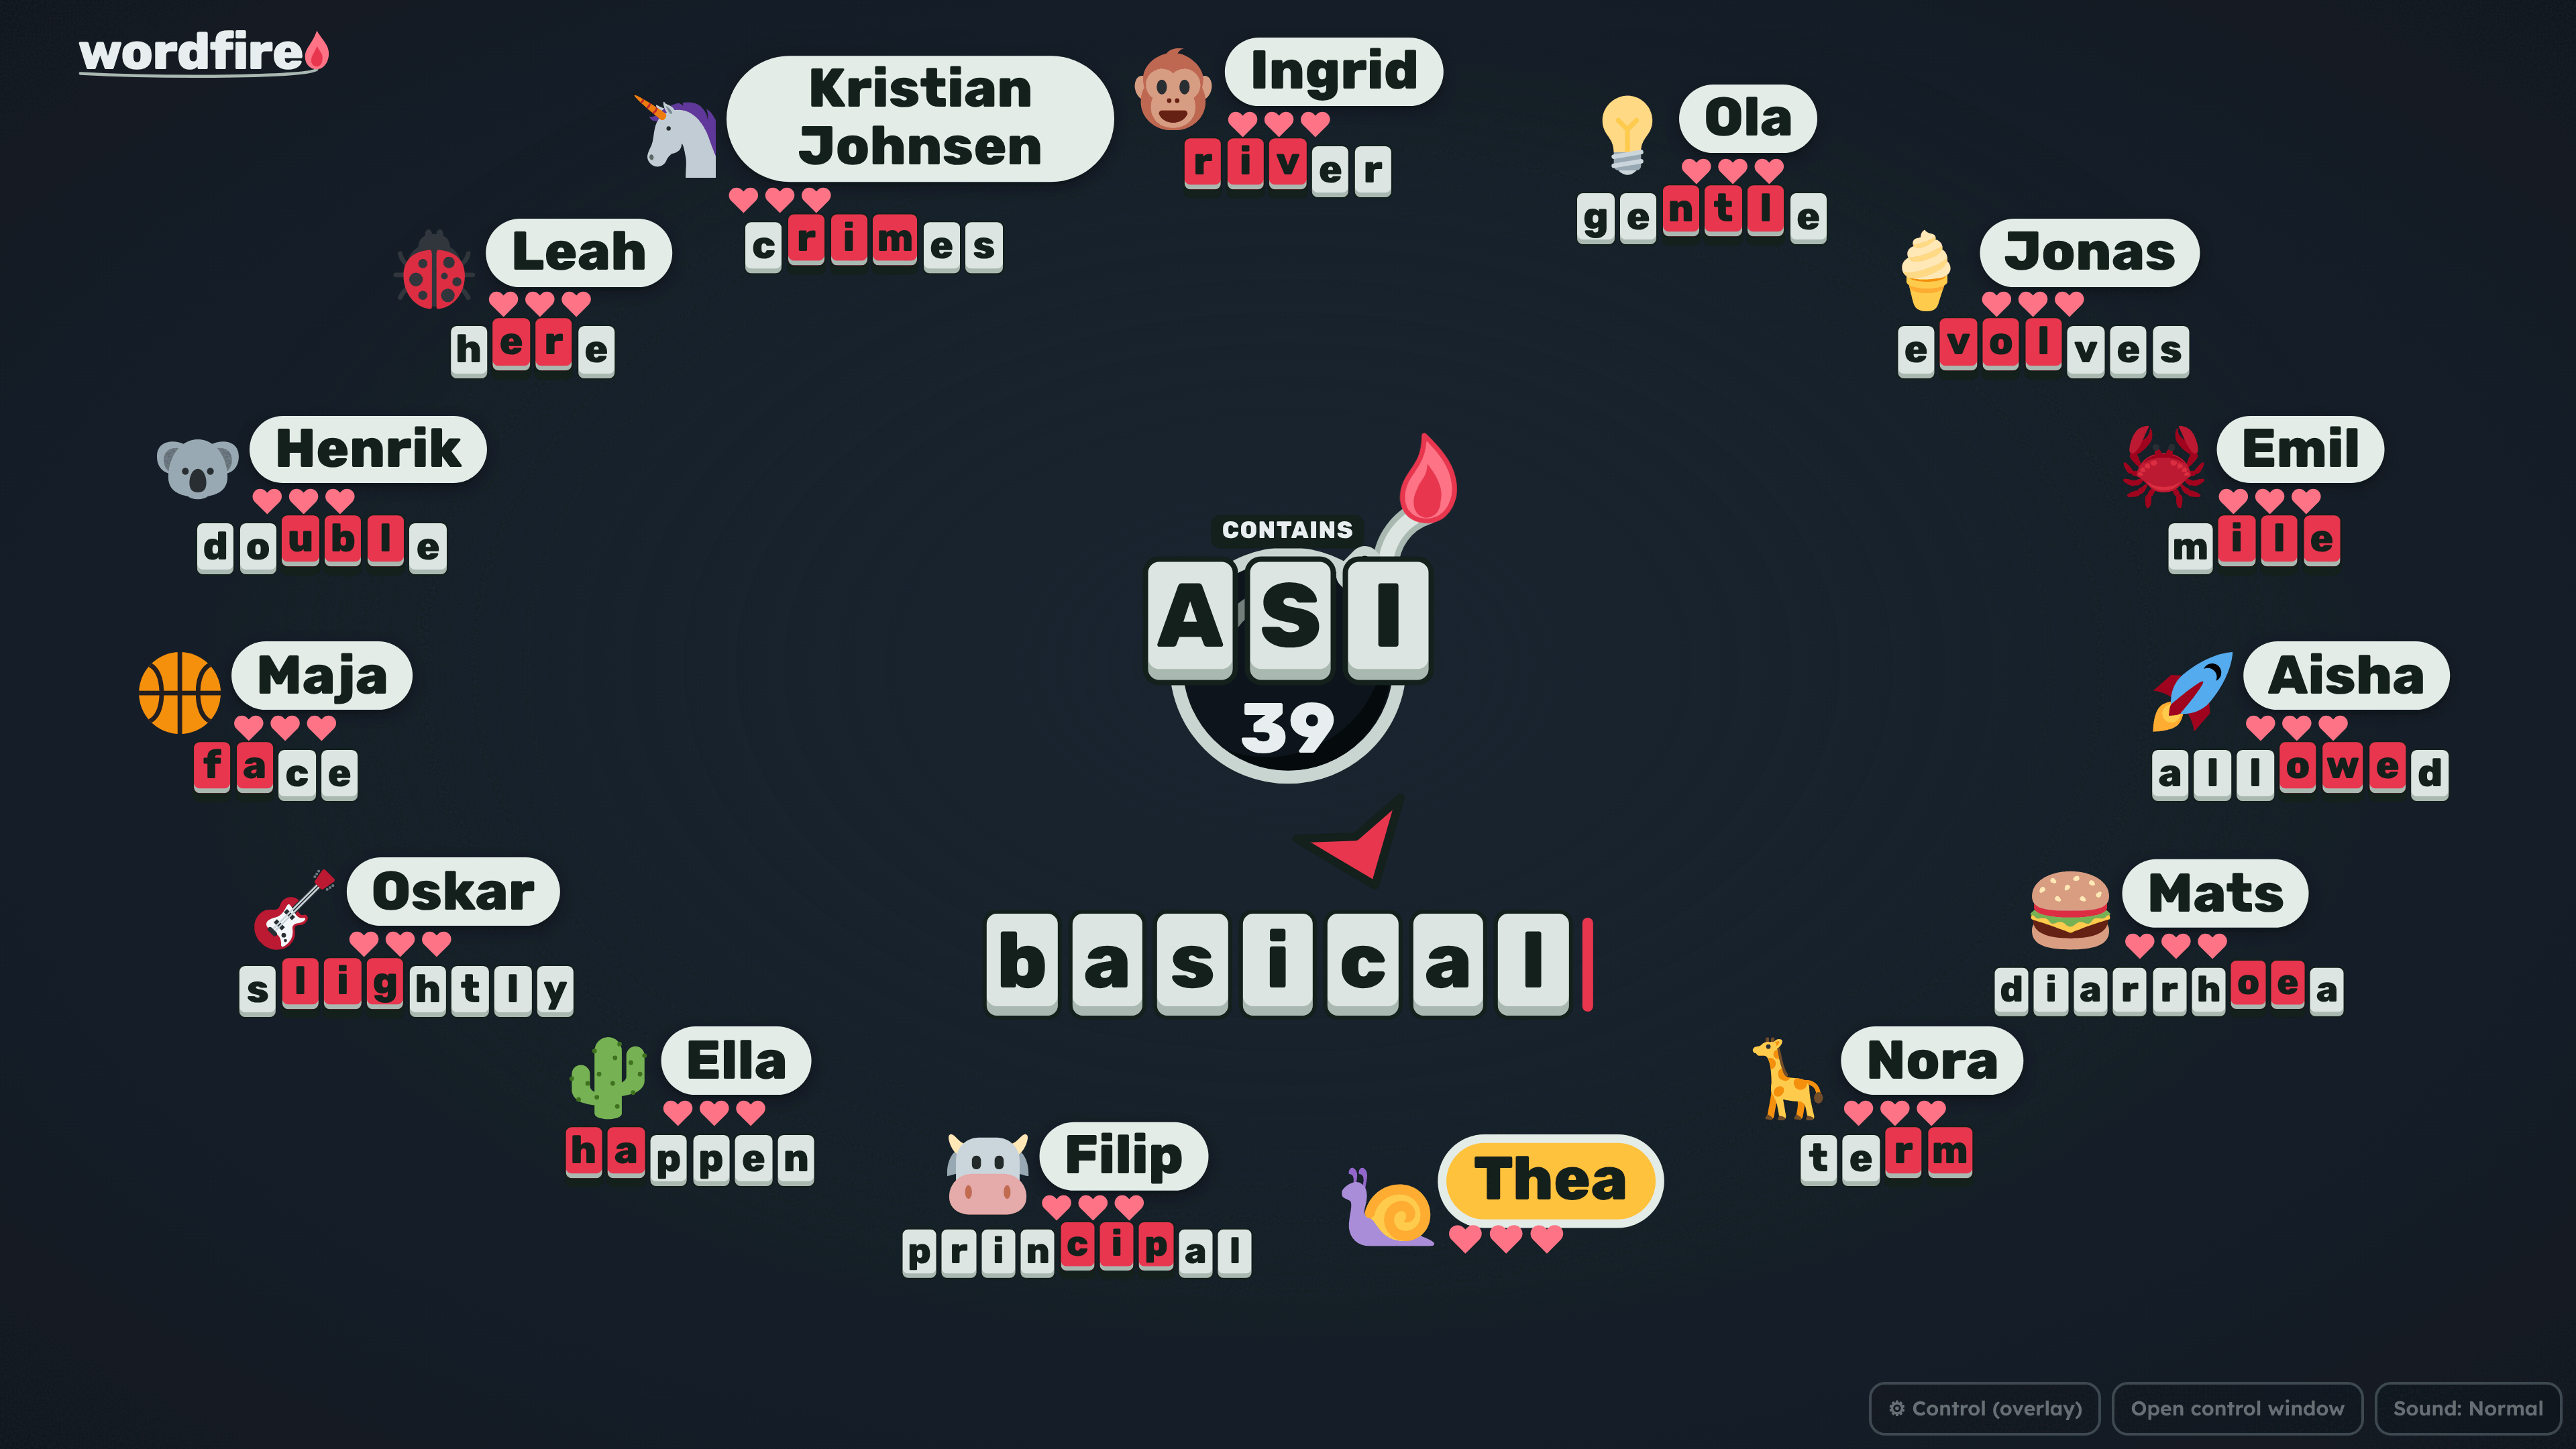 wordfire
Kristian
Johnsen
crimes
Ingrid
river
Ola
gentle
Leah
here
Jonas
evolves
Henrik
double
Emil
mile
CONTAINS
ASI
39
Maja
face
Aisha
allowed
Oskar
slightly
basical
Mats
diarrhoea
Ella
happen
Nora
term
Filip
principal
Thea
⚙ Control (overlay)
Open control window
Sound: Normal